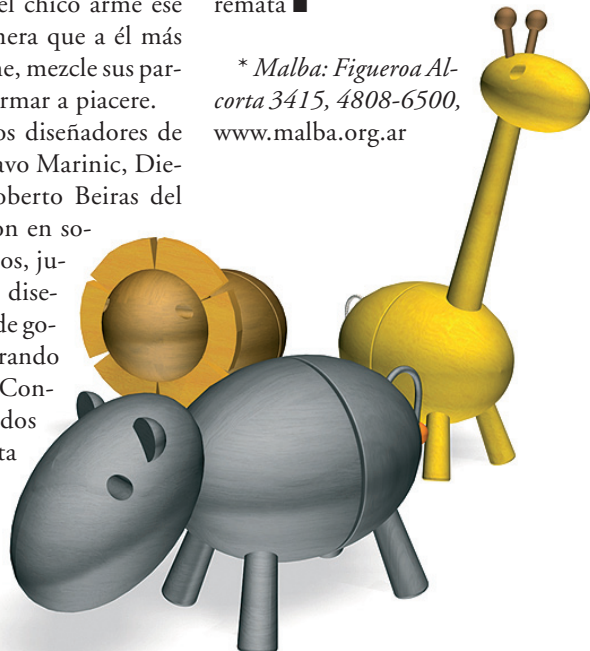 el chico arme ese
nera que a él más
ne, mezcle sus par-
rmar a piacere.
os diseñadores de
avo Marinic, Die-
oberto Beiras del
on en so-
os, ju-
dise-
de go-
rando
Con-
dos
ta
remata ■
* Malba: Figueroa Al-
corta 3415, 4808-6500,
www.malba.org.ar